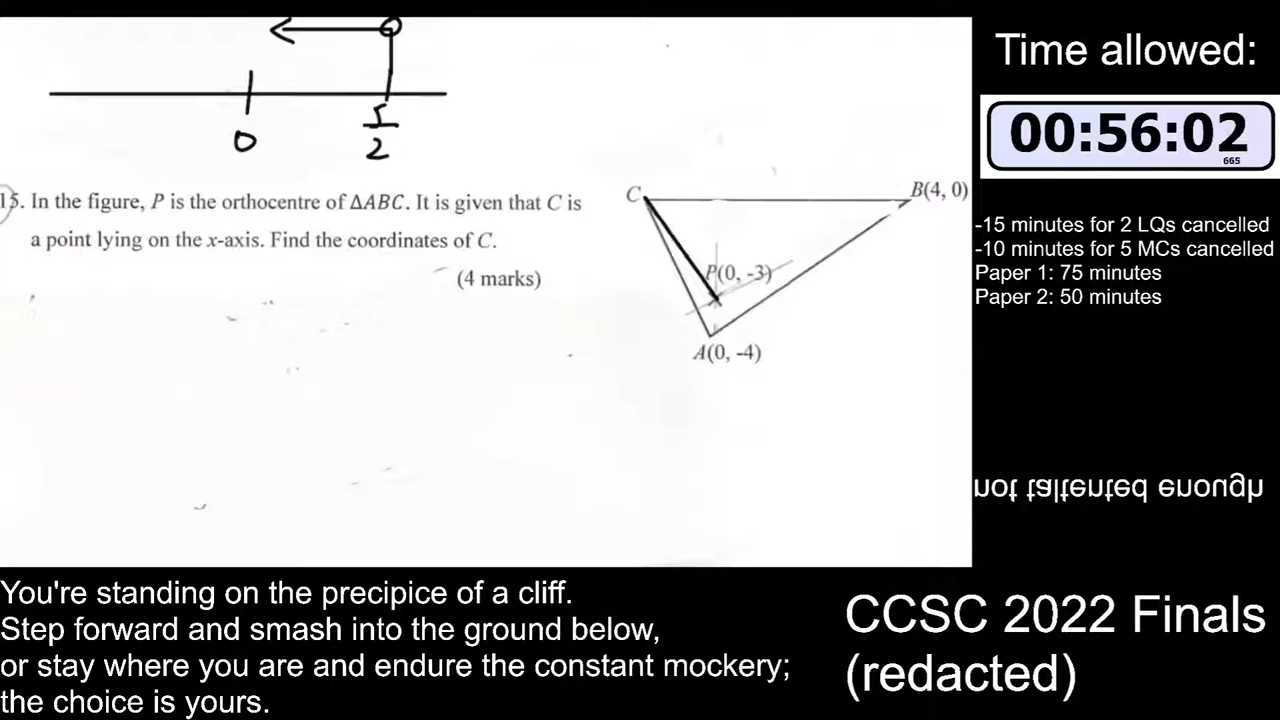 0
5
2
15. In the figure, P is the orthocentre of ΔABC. It is given that C is
a point lying on the x-axis. Find the coordinates of C.
(4 marks)
C
B(4, 0)
P(0, -3)
A(0, -4)
Time allowed:
00:56:02
665
-15 minutes for 2 LQs cancelled
-10 minutes for 5 MCs cancelled
Paper 1: 75 minutes
Paper 2: 50 minutes
not taltented enough
You're standing on the precipice of a cliff.
Step forward and smash into the ground below,
or stay where you are and endure the constant mockery;
the choice is yours.
CCSC 2022 Finals
(redacted)